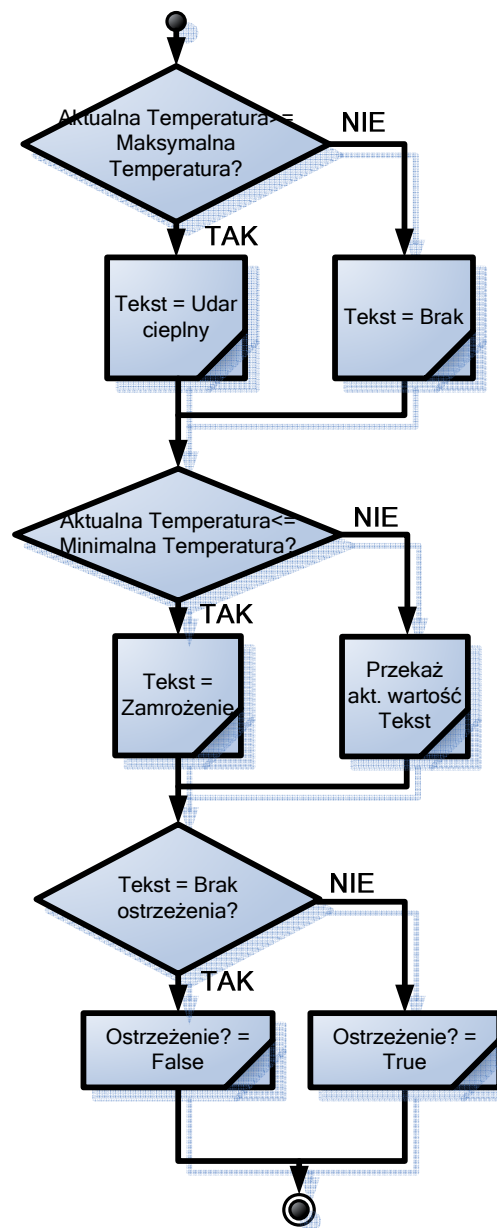 Aktualna Temperatura>=
Maksymalna
Temperatura?
NIE
TAK
Tekst = Udar
cieplny
Tekst = Brak
Aktualna Temperatura<=
Minimalna Temperatura?
NIE
TAK
Tekst =
Zamrożenie
Przekaż
akt. wartość
Tekst
Tekst = Brak
ostrzeżenia?
NIE
TAK
Ostrzeżenie? =
False
Ostrzeżenie? =
True